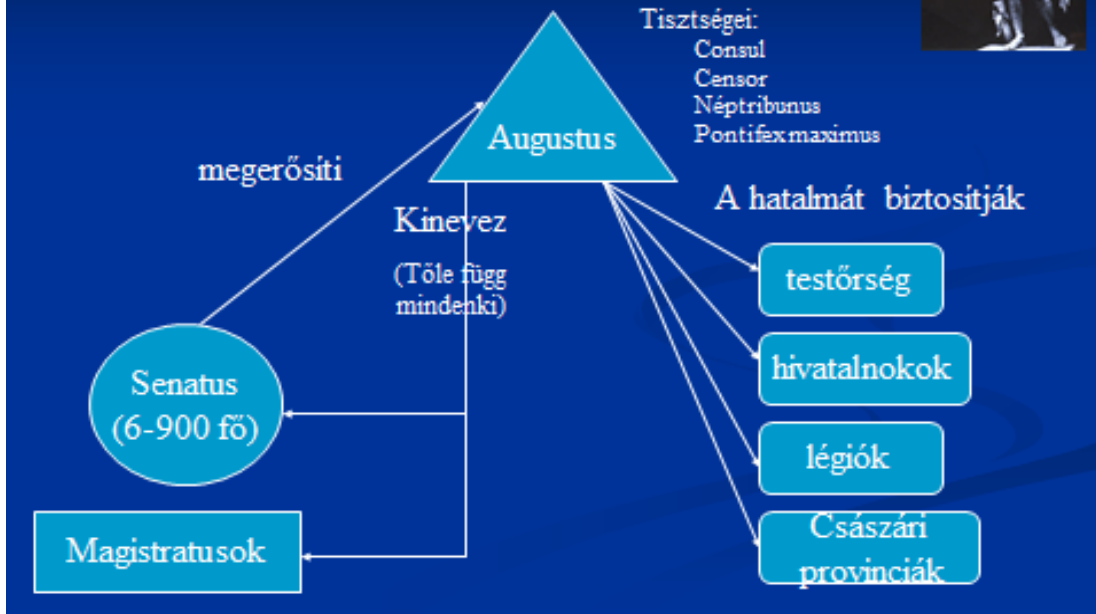 Tisztségei:
Consul
Censor
Néptribunus
Pontifex maximus
Augustus
megerősíti
A hatalmát biztosítják
Kinevez
(Tőle függ
mindenki)
testőrség
hivatalnokok
légiók
Császári
provinciák
Senatus
(6-900 fő)
Magistratusok